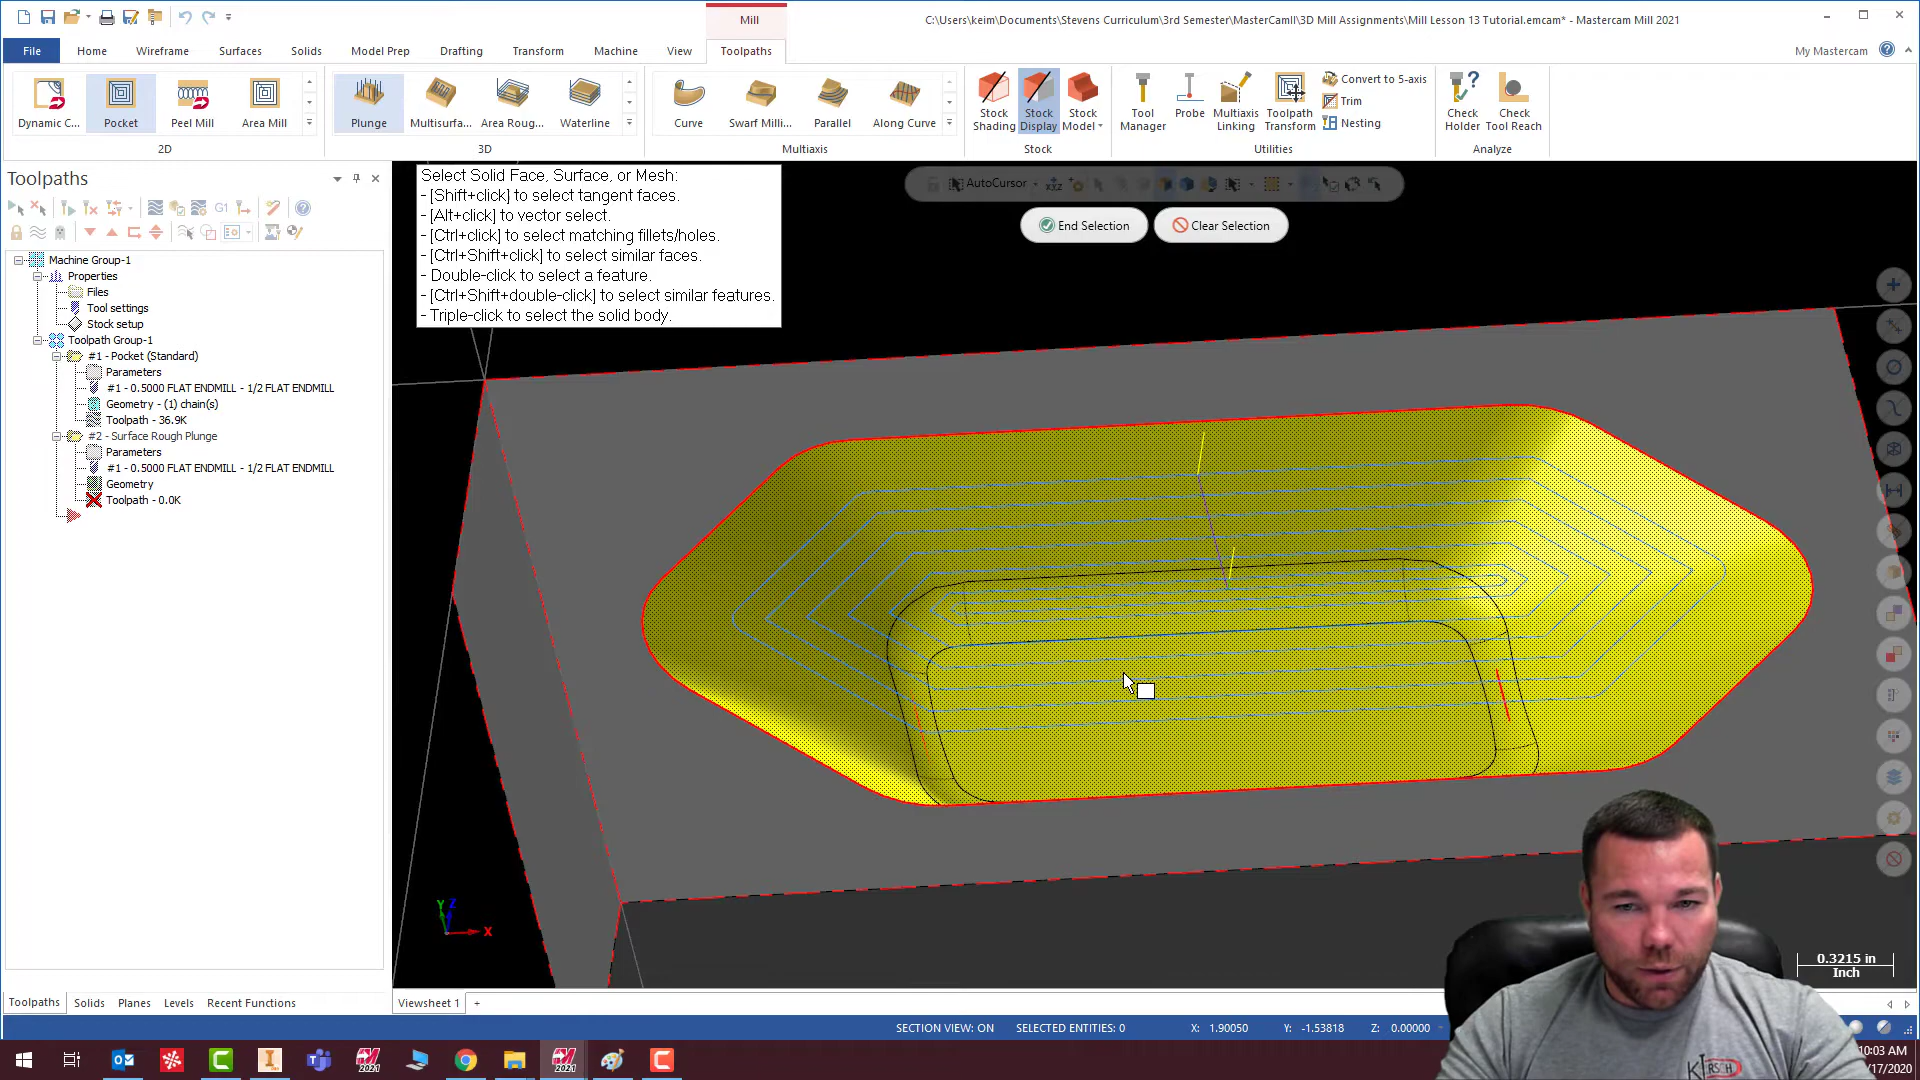 Mill
C:\Users\keim\Documents\Stevens Curriculum\3rd Semester\MasterCamII\3D Mill Assignments\Mill Lesson 13 Tutorial.emcam* - Mastercam Mill 2021
File Home Wireframe Surfaces Solids Model Prep Drafting Transform Machine View Toolpaths My Mastercam
Dynamic C... Pocket Peel Mill Area Mill
Plunge Multisurfa... Area Roug... Waterline
Curve Swarf Milli... Parallel Along Curve
Stock Shading Stock Display Stock Model
Tool Manager Probe Multiaxis Linking Toolpath Transform
Convert to 5-axis
Trim
Nesting
Check Holder Check Tool Reach
2D 3D Multiaxis Stock Utilities Analyze
Toolpaths
G1
Machine Group-1
Properties
Files
Tool settings
Stock setup
Toolpath Group-1
#1 - Pocket (Standard)
Parameters
#1 - 0.5000 FLAT ENDMILL - 1/2 FLAT ENDMILL
Geometry - (1) chain(s)
Toolpath - 36.9K
#2 - Surface Rough Plunge
Parameters
#1 - 0.5000 FLAT ENDMILL - 1/2 FLAT ENDMILL
Geometry
Toolpath - 0.0K
Select Solid Face, Surface, or Mesh:
- [Shift+click] to select tangent faces.
- [Alt+click] to vector select.
- [Ctrl+click] to select matching fillets/holes.
- [Ctrl+Shift+click] to select similar faces.
- Double-click to select a feature.
- [Ctrl+Shift+double-click] to select similar features.
- Triple-click to select the solid body.
AutoCursor
End Selection Clear Selection
Y Z
X
0.3215 in
Inch
Toolpaths Solids Planes Levels Recent Functions
Viewsheet 1 +
SECTION VIEW: ON SELECTED ENTITIES: 0 X: 1.90050 Y: -1.53818 Z: 0.00000
2021 2021
10:03 AM
/17/2020